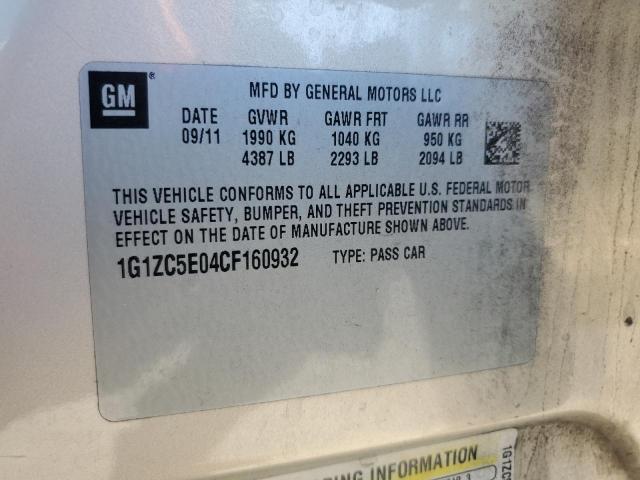 GM®
MFD BY GENERAL MOTORS LLC
DATE GVWR GAWR FRT GAWR RR
09/11 1990 KG 1040 KG 950 KG
4387 LB 2293 LB 2094 LB
THIS VEHICLE CONFORMS TO ALL APPLICABLE U.S. FEDERAL MOTOR
VEHICLE SAFETY, BUMPER, AND THEFT PREVENTION STANDARDS IN
EFFECT ON THE DATE OF MANUFACTURE SHOWN ABOVE.
1G1ZC5E04CF160932 TYPE: PASS CAR
INFORMATION
1G1ZC